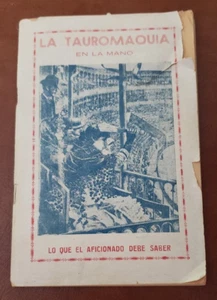 LA TAUROMAQUIA
EN LA MANO
LO QUE EL AFICIONADO DEBE SABER